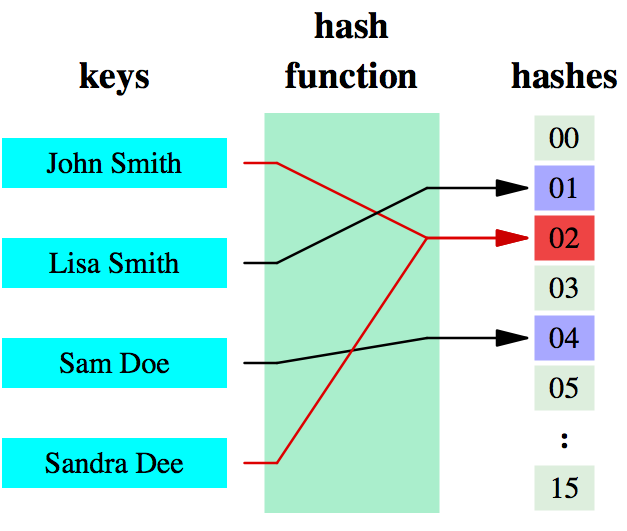 keys
hash
function
hashes
John Smith
Lisa Smith
Sam Doe
Sandra Dee
00
01
02
03
04
05
:
15